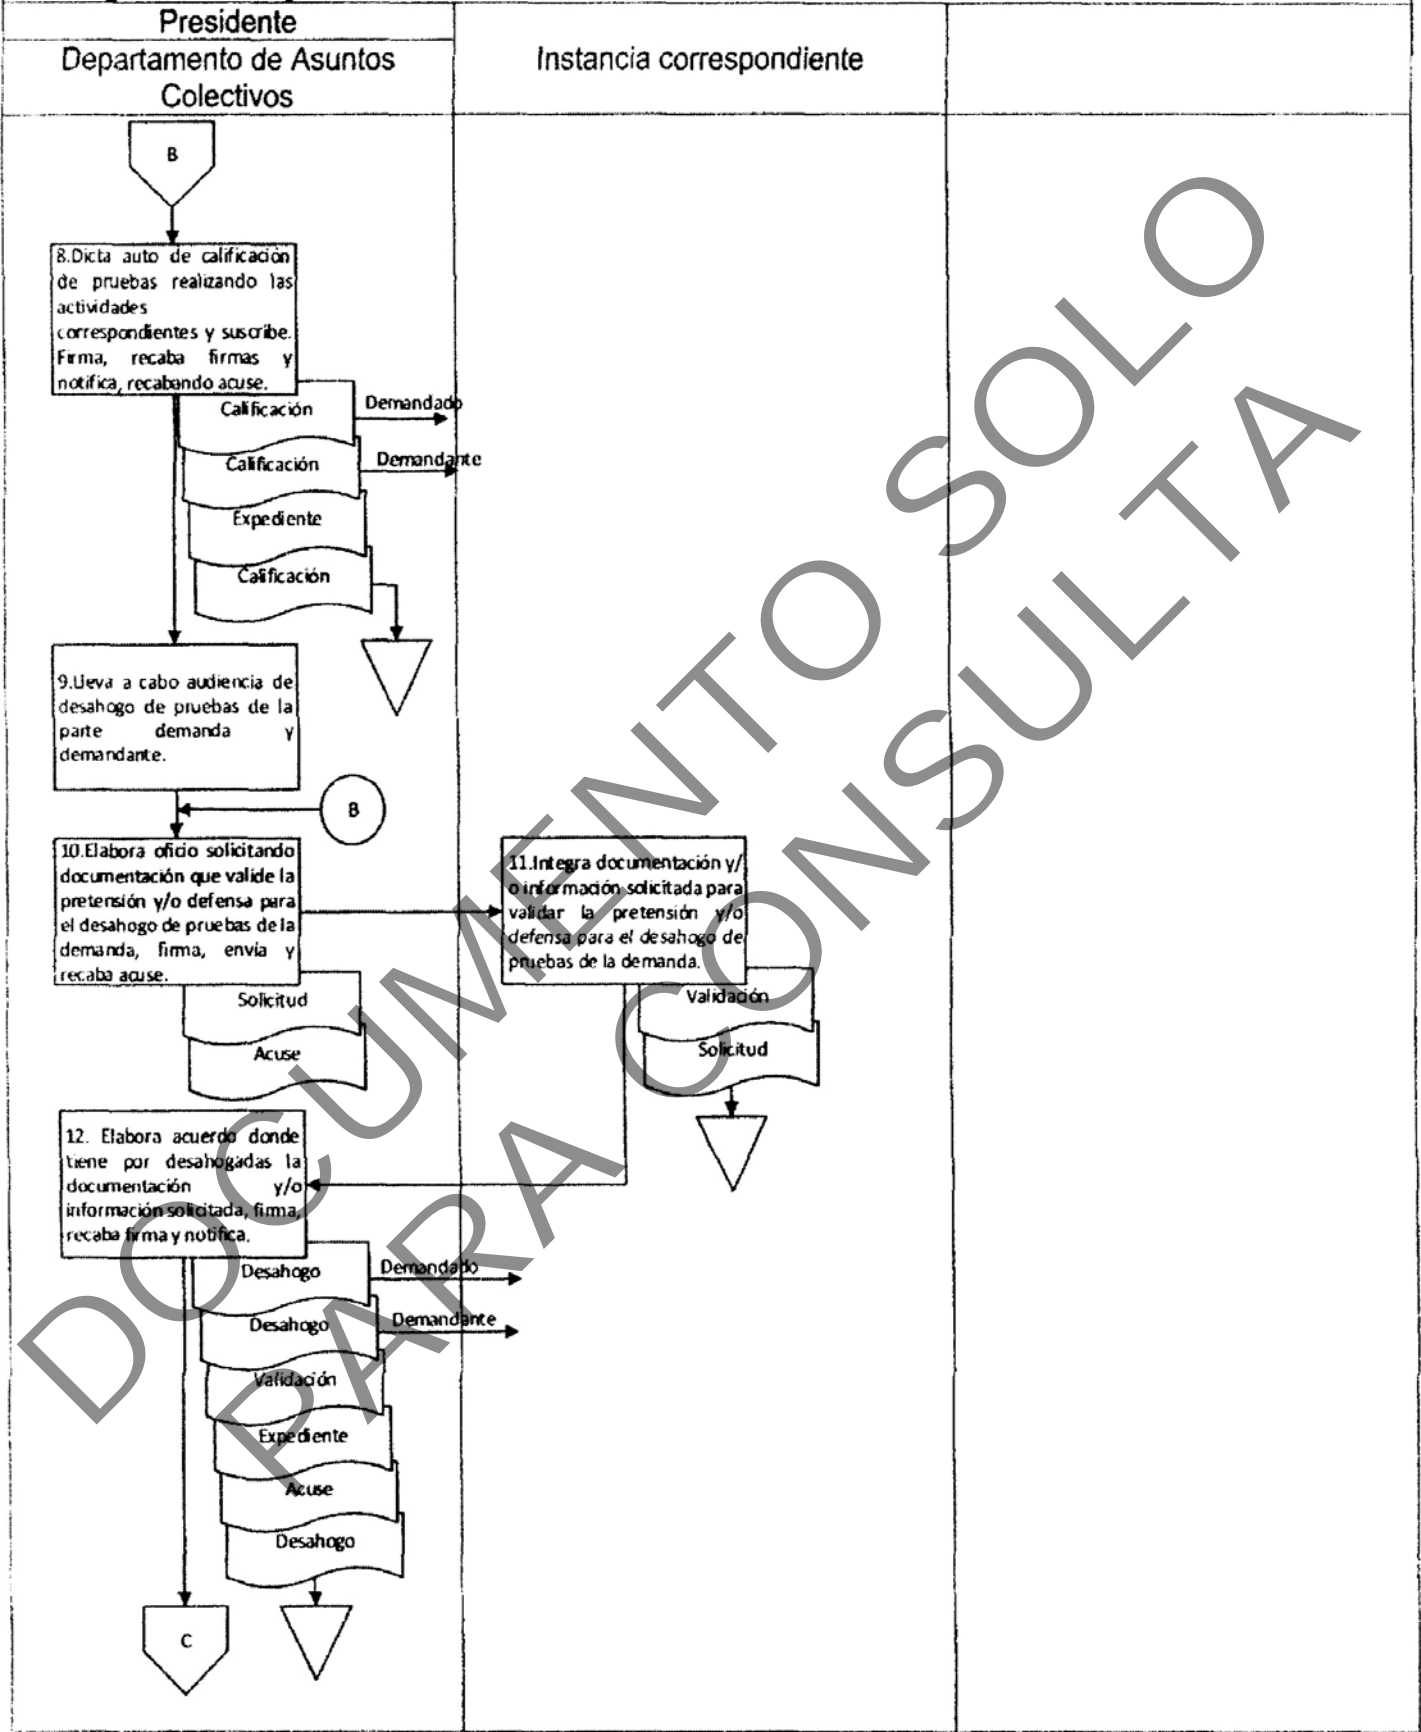 Presidente
Departamento de Asuntos
Colectivos
Instancia correspondiente
B
8.Dicta auto de calificación
de pruebas realizando las
actividades
correspondientes y suscribe.
Firma, recaba firmas y
notifica, recabando acuse.
Calificación
Demandado
Calificación
Demandante
Expediente
Calificación
9.Lleva a cabo audiencia de
desahogo de pruebas de la
parte demanda y
demandante.
B
10.Elabora oficio solicitando
documentación que valide la
pretensión y/o defensa para
el desahogo de pruebas de la
demanda, firma, envía y
recaba acuse.
Solicitud
Acuse
11.Integra documentación y/
o información solicitada para
validar la pretensión y/o
defensa para el desahogo de
pruebas de la demanda.
Validación
Solicitud
12. Elabora acuerdo donde
tiene por desahogadas la
documentación y/o
información solicitada, firma,
recaba firma y notifica.
Desahogo
Demandado
Desahogo
Demandante
Validación
Expediente
Acuse
Desahogo
C
DOCUMENTO SOLO
PARA CONSULTA